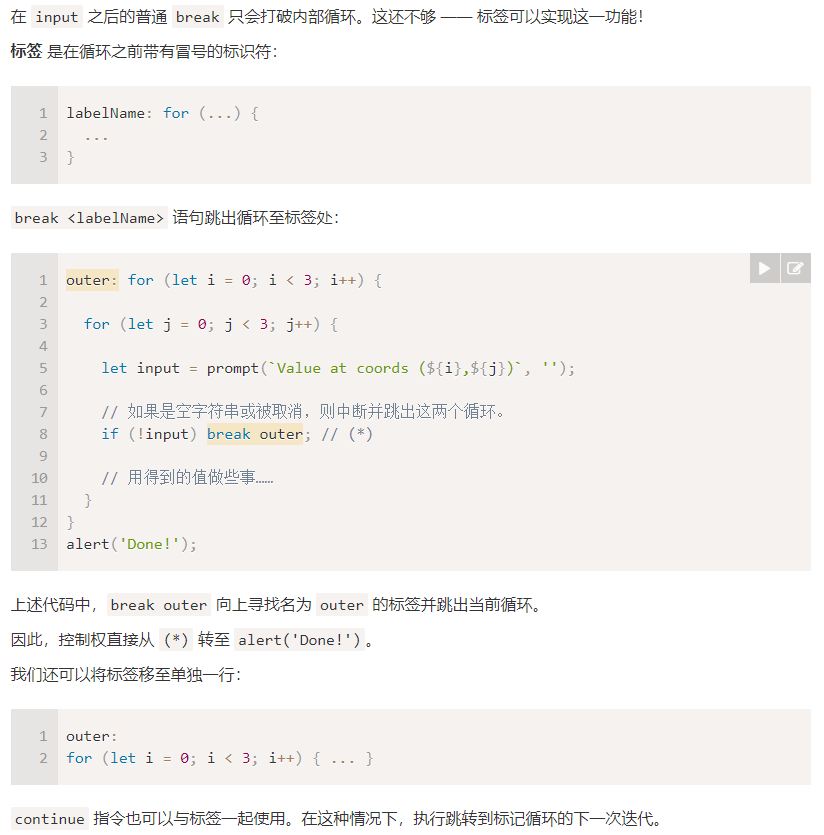 在 input 之后的普通 break 只会打破内部循环。这还不够 —— 标签可以实现这一功能！
标签 是在循环之前带有冒号的标识符：
1 labelName: for (...) {
2   ...
3 }
break <labelName> 语句跳出循环至标签处：
1 outer: for (let i = 0; i < 3; i++) {
2
3   for (let j = 0; j < 3; j++) {
4
5     let input = prompt(`Value at coords (${i},${j})`, '');
6
7     // 如果是空字符串或被取消，则中断并跳出这两个循环。
8     if (!input) break outer; // (*)
9
10     // 用得到的值做些事……
11   }
12 }
13 alert('Done!');
上述代码中，break outer 向上寻找名为 outer 的标签并跳出当前循环。
因此，控制权直接从 (*) 转至 alert('Done!')。
我们还可以将标签移至单独一行：
1 outer:
2 for (let i = 0; i < 3; i++) { ... }
continue 指令也可以与标签一起使用。在这种情况下，执行跳转到标记循环的下一次迭代。